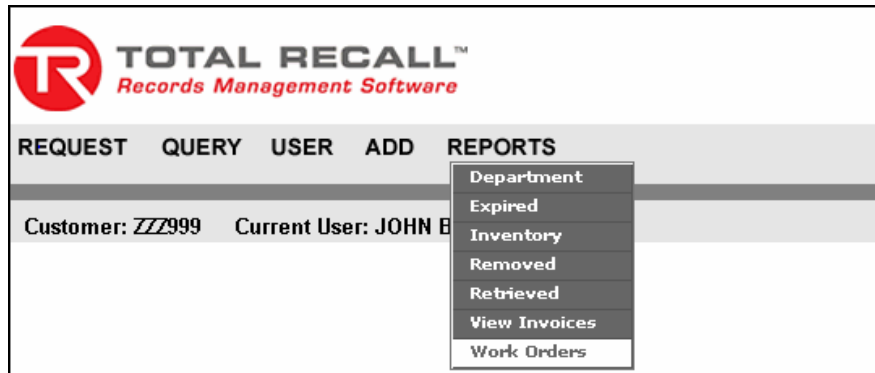 TR
TOTAL RECALL™
Records Management Software
REQUEST QUERY USER ADD REPORTS
Department
Expired
Customer: ZZZ999 Current User: JOHN
Inventory
Removed
Retrieved
View Invoices
Work Orders